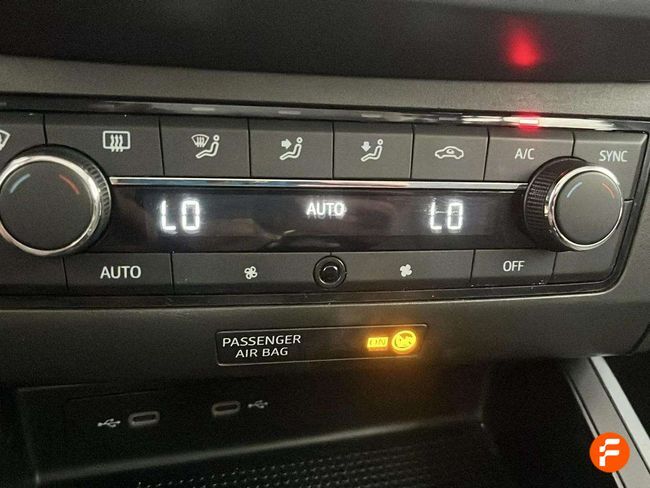 A/C
SYNC
LO AUTO LO
AUTO
OFF
PASSENGER
AIR BAG
ON